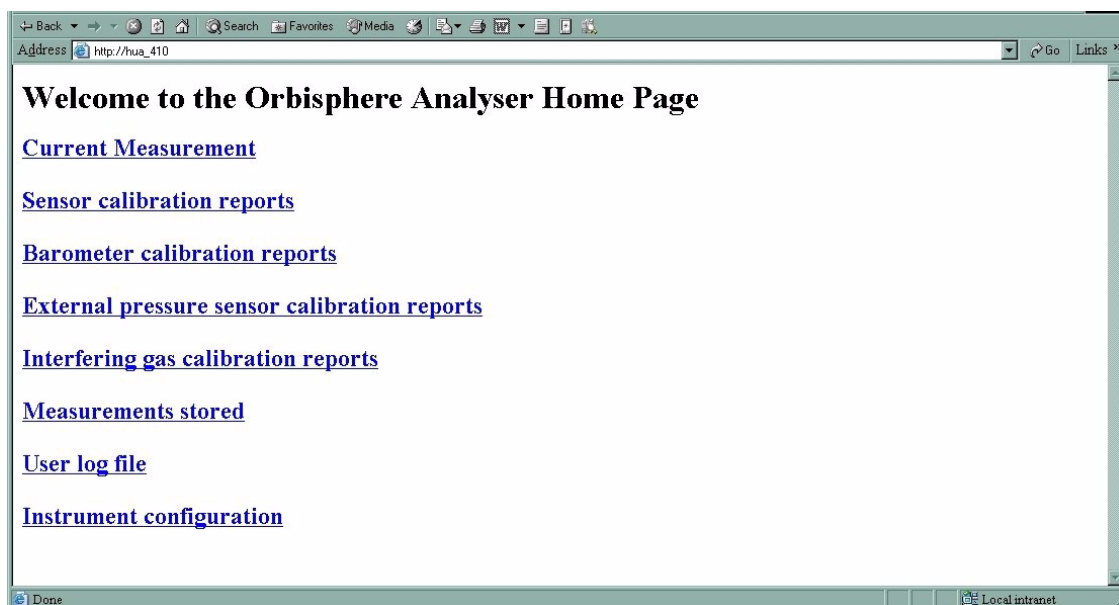 Back Search Favorites Media
Address http://hua_410 Go Links »
Welcome to the Orbisphere Analyser Home Page
Current Measurement
Sensor calibration reports
Barometer calibration reports
External pressure sensor calibration reports
Interfering gas calibration reports
Measurements stored
User log file
Instrument configuration
Done Local intranet